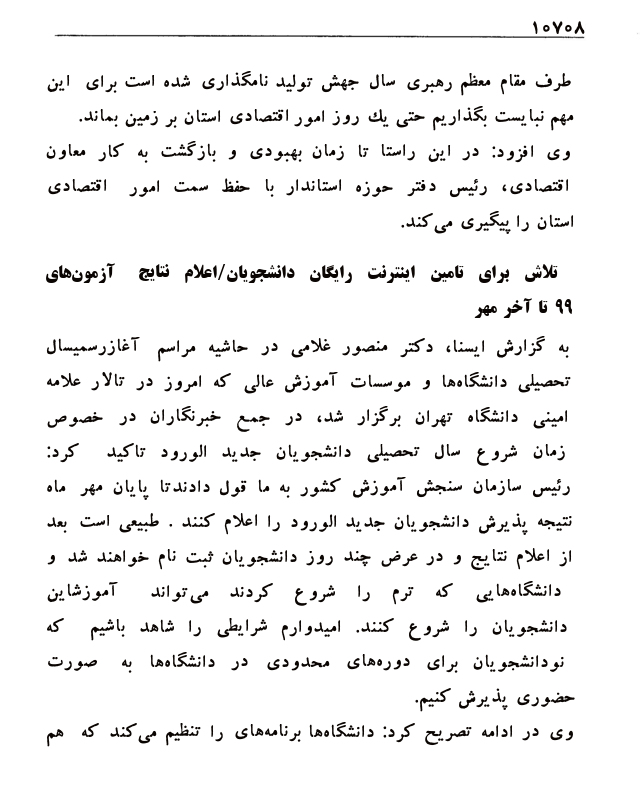 ۱۰۷۰۸
طرف مقام معظم رهبری سال جهش تولید نامگذاری شده است برای این
مهم نبایست بگذاریم حتی یك روز امور اقتصادی استان بر زمین بماند.
وی افزود: در این راستا تا زمان بهبودی و بازگشت به کار معاون
اقتصادی، رئیس دفتر حوزه استاندار با حفظ سمت امور اقتصادی
استان را پیگیری می‌کند.
تلاش برای تامین اینترنت رایگان دانشجویان/اعلام نتایج آزمون‌های
۹۹ تا آخر مهر
به گزارش ایسنا، دکتر منصور غلامی در حاشیه مراسم آغازرسمیسال
تحصیلی دانشگاه‌ها و موسسات آموزش عالی که امروز در تالار علامه
امینی دانشگاه تهران برگزار شد، در جمع خبرنگاران در خصوص
زمان شروع سال تحصیلی دانشجویان جدید الورود تاکید کرد:
رئیس سازمان سنجش آموزش کشور به ما قول دادندتا پایان مهر ماه
نتیجه پذیرش دانشجویان جدید الورود را اعلام کنند . طبیعی است بعد
از اعلام نتایج و در عرض چند روز دانشجویان ثبت نام خواهند شد و
دانشگاه‌هایی که ترم را شروع کردند می‌تواند آموزشاین
دانشجویان را شروع کنند. امیدوارم شرایطی را شاهد باشیم که
نودانشجویان برای دوره‌های محدودی در دانشگاه‌ها به صورت
حضوری پذیرش کنیم.
وی در ادامه تصریح کرد: دانشگاه‌ها برنامه‌های را تنظیم می‌کند که هم